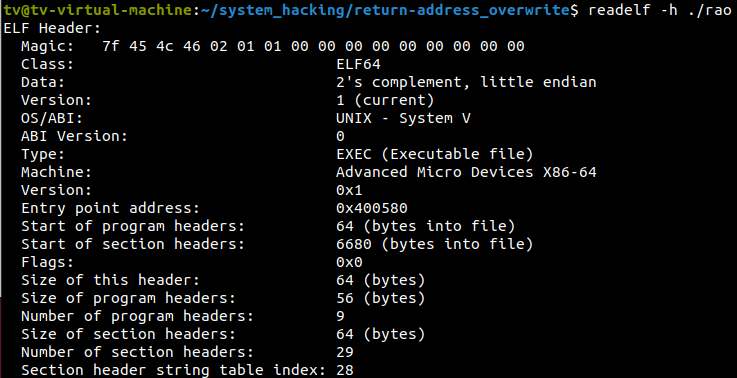 tv@tv-virtual-machine:~/system_hacking/return-address_overwrite$ readelf -h ./rao
ELF Header:
  Magic:   7f 45 4c 46 02 01 01 00 00 00 00 00 00 00 00 00
  Class:                             ELF64
  Data:                              2's complement, little endian
  Version:                           1 (current)
  OS/ABI:                            UNIX - System V
  ABI Version:                       0
  Type:                              EXEC (Executable file)
  Machine:                           Advanced Micro Devices X86-64
  Version:                           0x1
  Entry point address:               0x400580
  Start of program headers:          64 (bytes into file)
  Start of section headers:          6680 (bytes into file)
  Flags:                             0x0
  Size of this header:               64 (bytes)
  Size of program headers:           56 (bytes)
  Number of program headers:         9
  Size of section headers:           64 (bytes)
  Number of section headers:         29
  Section header string table index: 28